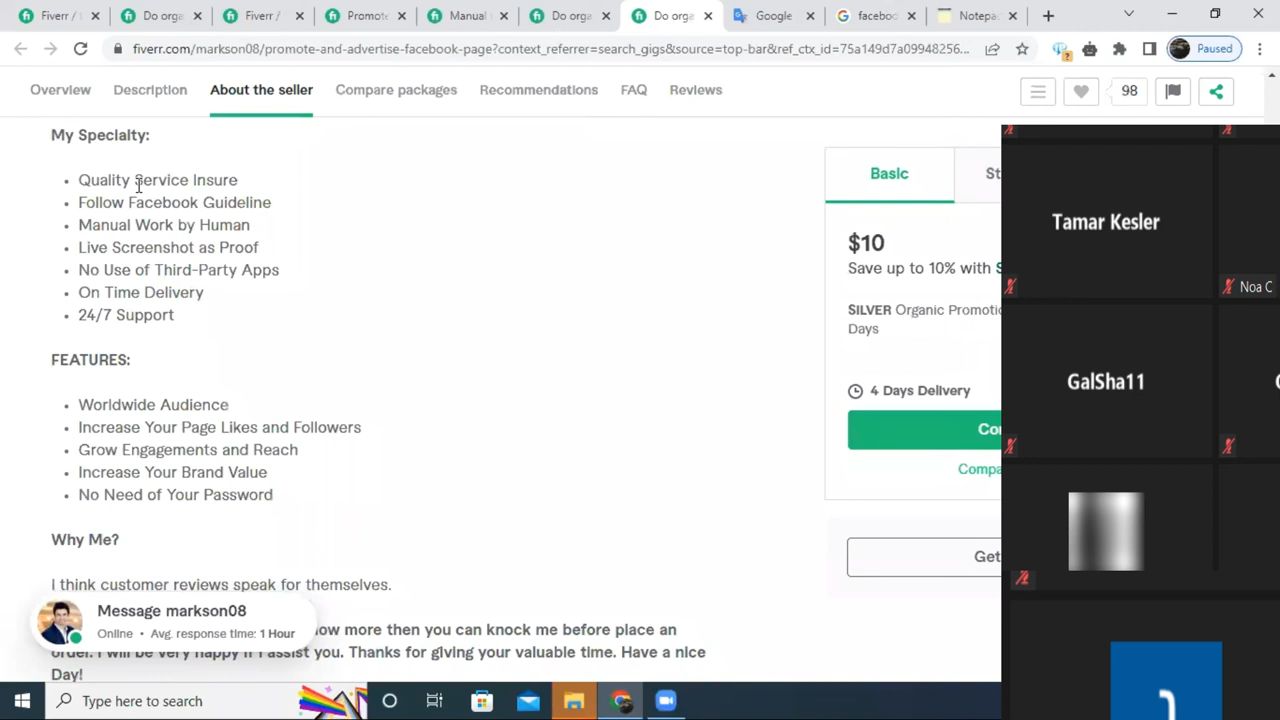 Fiverr /
Do orga
Fiverr /
Promote
Manual
Do orga
Do orga
Google
faceboo
Notepa
fiverr.com/markson08/promote-and-advertise-facebook-page?context_referrer=search_gigs&source=top-bar&ref_ctx_id=75a149d7a09948256...
Paused
Overview
Description
About the seller
Compare packages
Recommendations
FAQ
Reviews
98
My Specialty:
Quality Service Insure
Follow Facebook Guideline
Manual Work by Human
Live Screenshot as Proof
No Use of Third-Party Apps
On Time Delivery
24/7 Support
FEATURES:
Worldwide Audience
Increase Your Page Likes and Followers
Grow Engagements and Reach
Increase Your Brand Value
No Need of Your Password
Why Me?
I think customer reviews speak for themselves.
now more then you can knock me before place an
order. I will be very happy if I assist you. Thanks for giving your valuable time. Have a nice
Day!
Message markson08
Online • Avg. response time: 1 Hour
Basic
St
$10
Save up to 10% with S
SILVER Organic Promotio
Days
4 Days Delivery
Co
Compa
Get
Tamar Kesler
Noa C
GalSha11
Type here to search